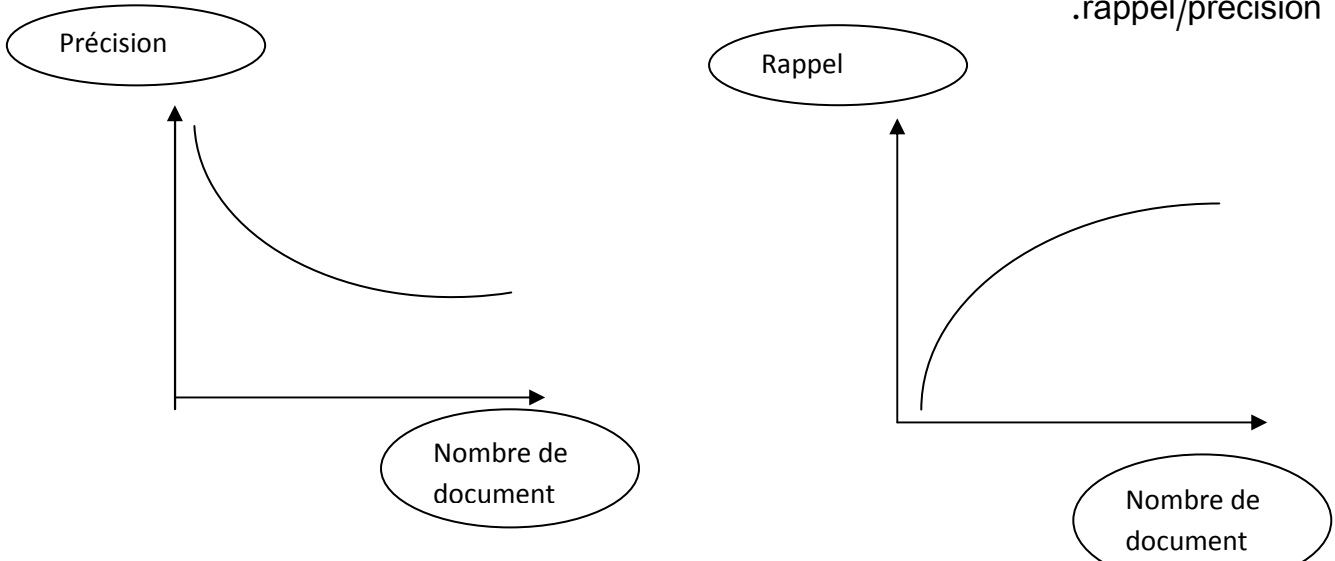 .rappel/précision
Précision
Rappel
Nombre de
document
Nombre de
document